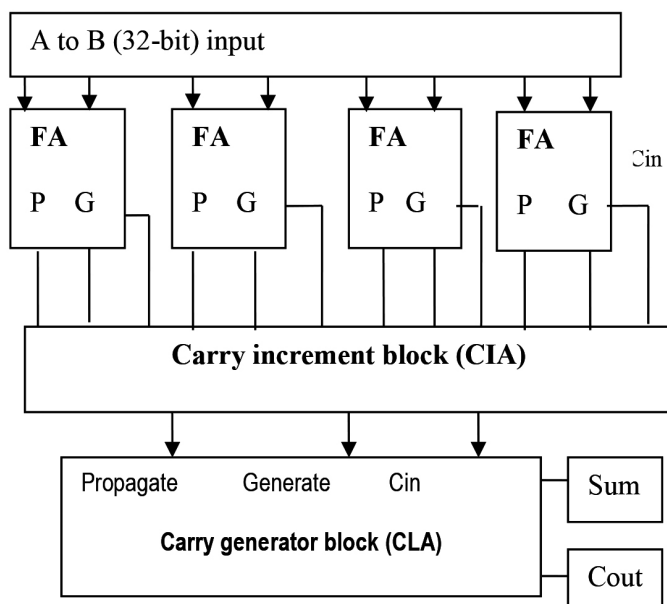 A to B (32-bit) input
FA FA FA FA
Cin
P G P G P G P G
Carry increment block (CIA)
Propagate Generate Cin
Sum
Carry generator block (CLA)
Cout